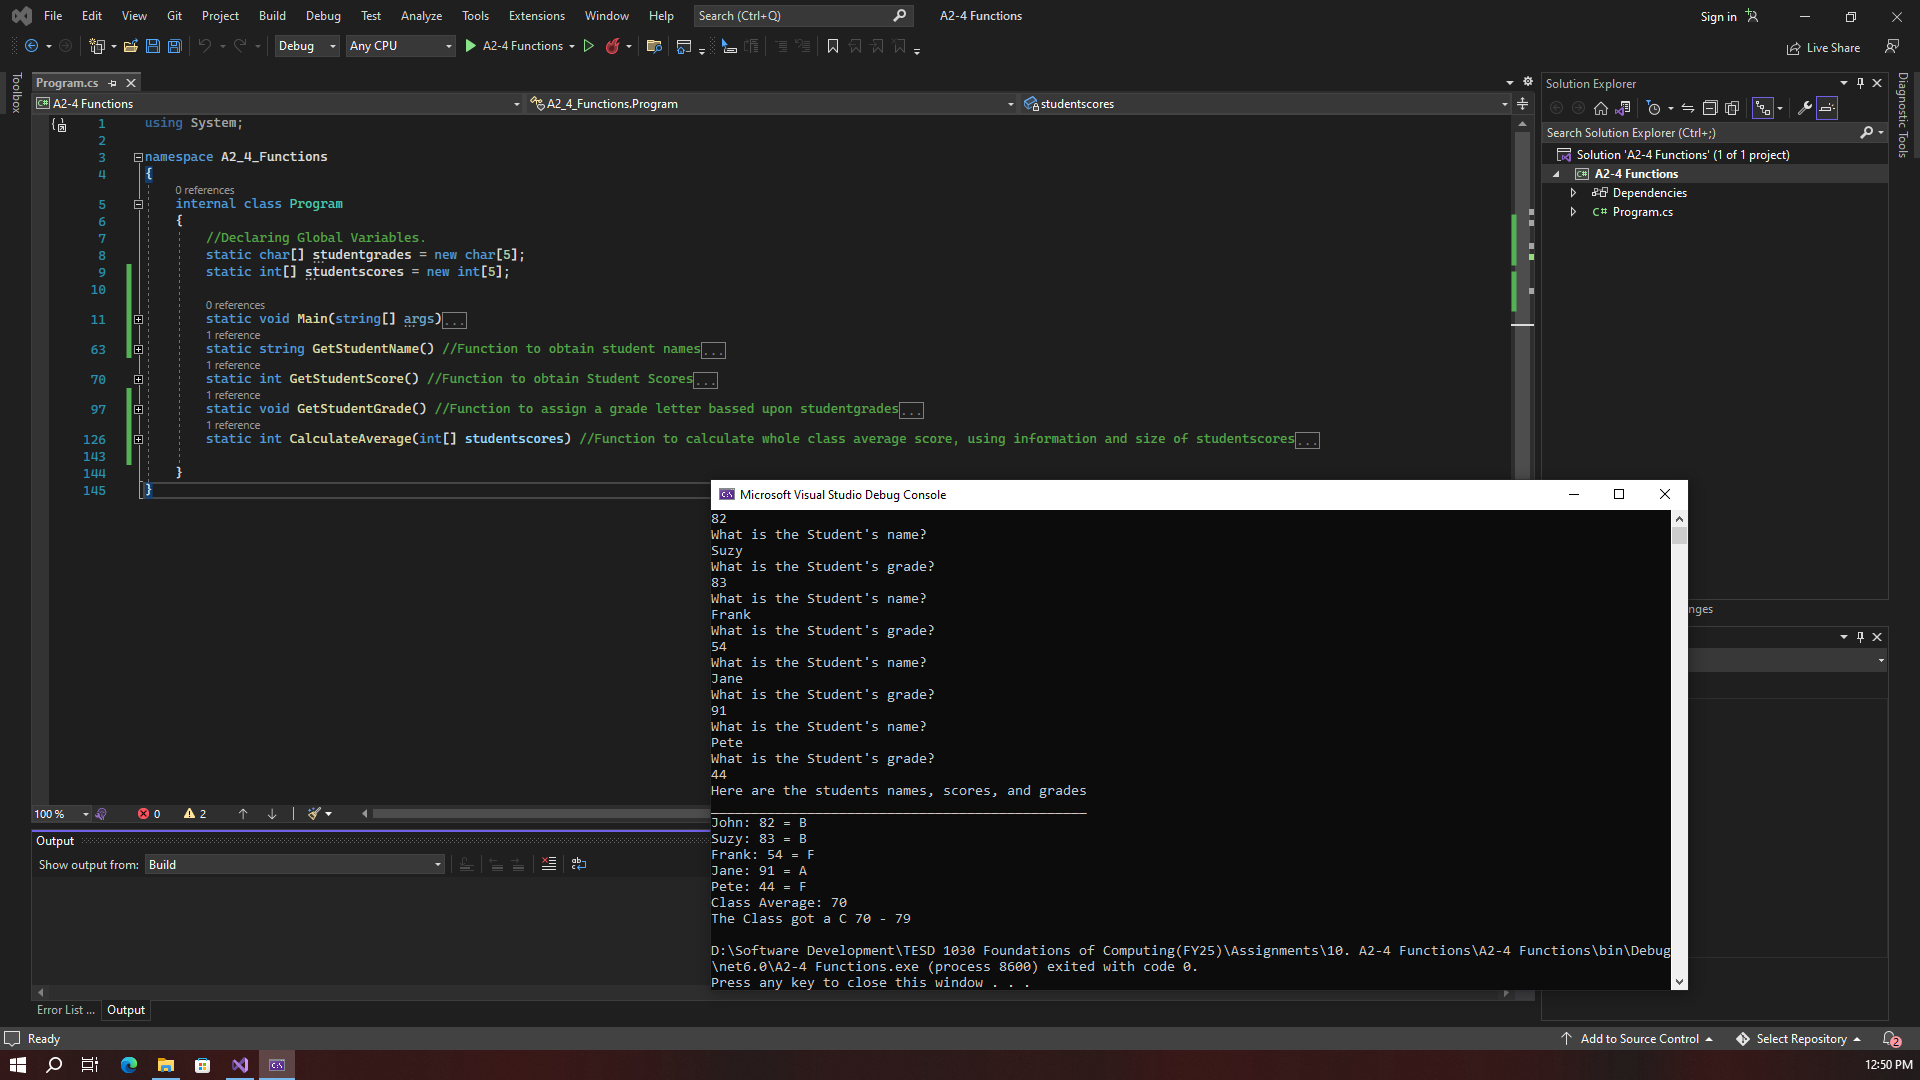 File Edit View Git Project Build Debug Test Analyze Tools Extensions Window Help Search (Ctrl+Q) A2-4 Functions Sign in
Debug Any CPU A2-4 Functions Live Share
Toolbox
Program.cs
A2-4 Functions A2_4_Functions.Program studentscores
1 using System;
2
3 namespace A2_4_Functions
4 {
0 references
5 internal class Program
6 {
7 //Declaring Global Variables.
8 static char[] studentgrades = new char[5];
9 static int[] studentscores = new int[5];
10
0 references
11 static void Main(string[] args)...
1 reference
63 static string GetStudentName() //Function to obtain student names...
1 reference
70 static int GetStudentScore() //Function to obtain Student Scores...
1 reference
97 static void GetStudentGrade() //Function to assign a grade letter bassed upon studentgrades...
1 reference
126 static int CalculateAverage(int[] studentscores) //Function to calculate whole class average score, using information and size of studentscores...
143
144 }
145 }
100 % 0 2
Output
Show output from: Build
Error List ... Output
Solution Explorer
Search Solution Explorer (Ctrl+;)
Solution 'A2-4 Functions' (1 of 1 project)
C# A2-4 Functions
Dependencies
C# Program.cs
Diagnostic Tools
nges
Microsoft Visual Studio Debug Console
82
What is the Student's name?
Suzy
What is the Student's grade?
83
What is the Student's name?
Frank
What is the Student's grade?
54
What is the Student's name?
Jane
What is the Student's grade?
91
What is the Student's name?
Pete
What is the Student's grade?
44
Here are the students names, scores, and grades
_______________________________________________
John: 82 = B
Suzy: 83 = B
Frank: 54 = F
Jane: 91 = A
Pete: 44 = F
Class Average: 70
The Class got a C 70 - 79
D:\Software Development\TESD 1030 Foundations of Computing(FY25)\Assignments\10. A2-4 Functions\A2-4 Functions\bin\Debug
\net6.0\A2-4 Functions.exe (process 8600) exited with code 0.
Press any key to close this window . . .
Ready Add to Source Control Select Repository 2
12:50 PM